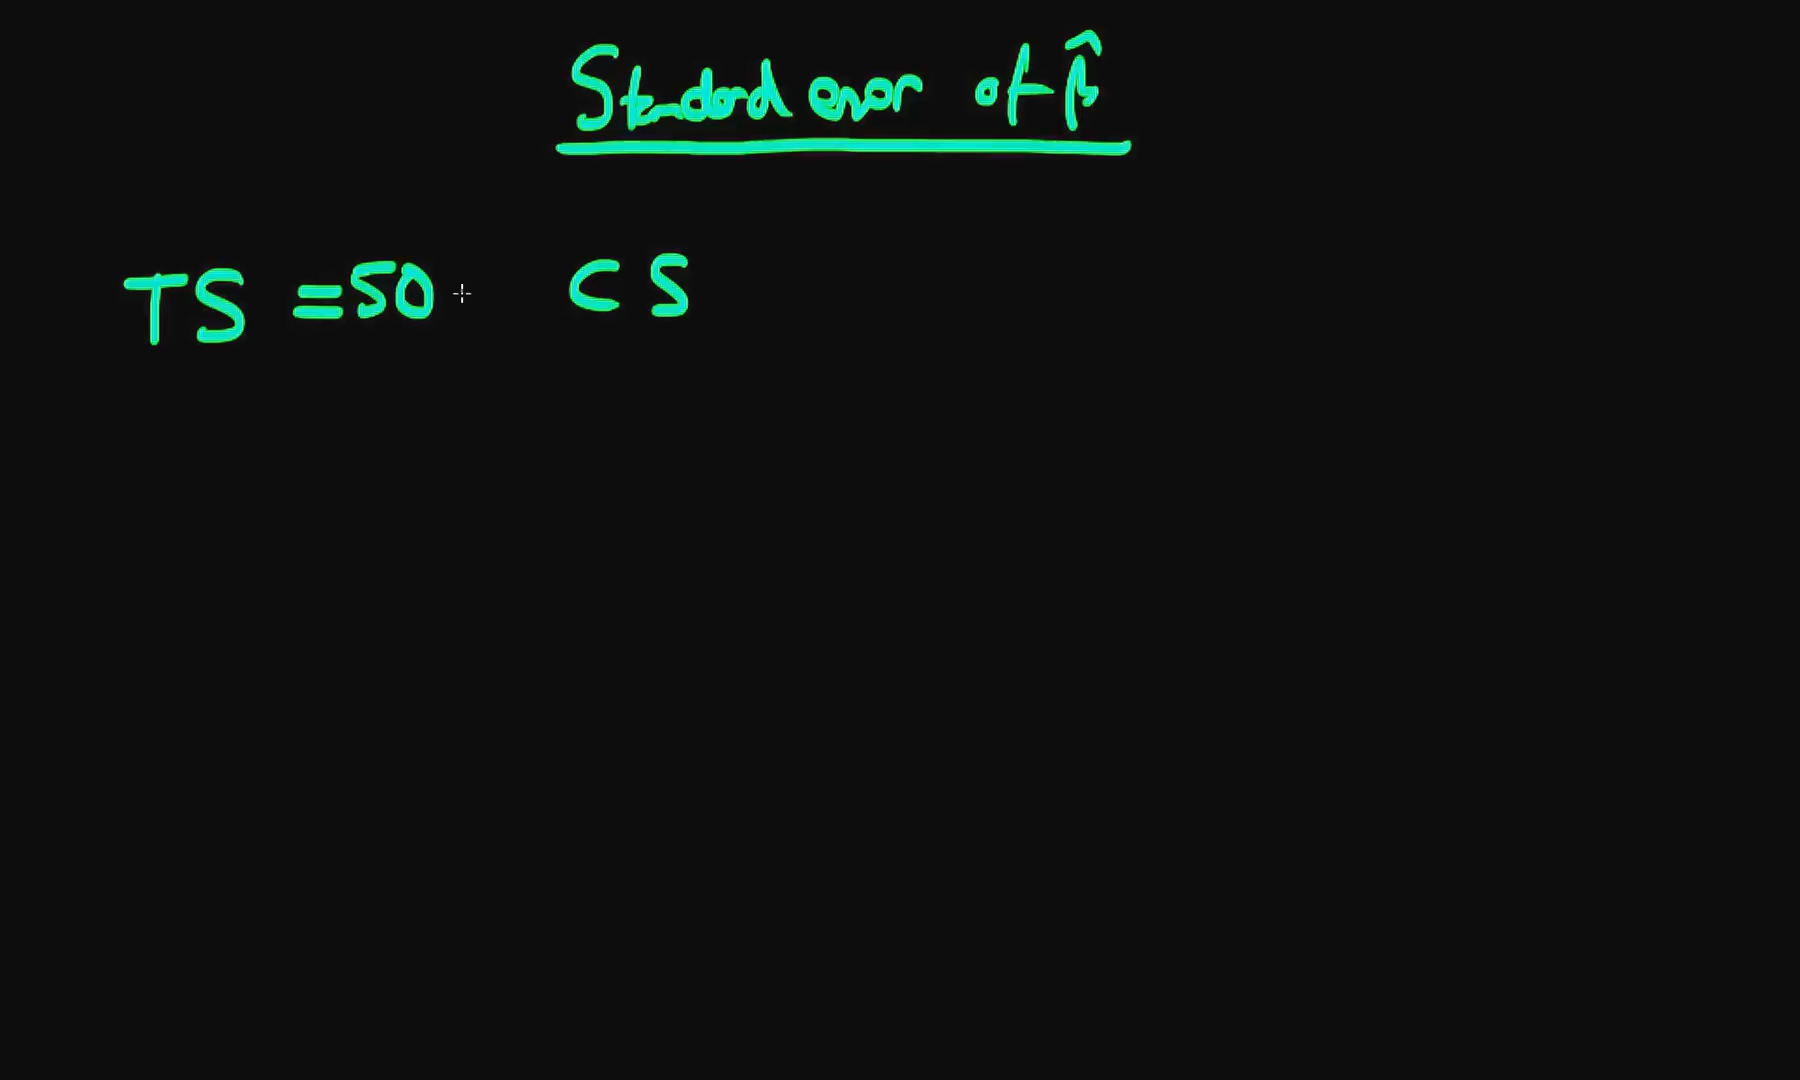 Standard error of β̂
TS = 50 CS